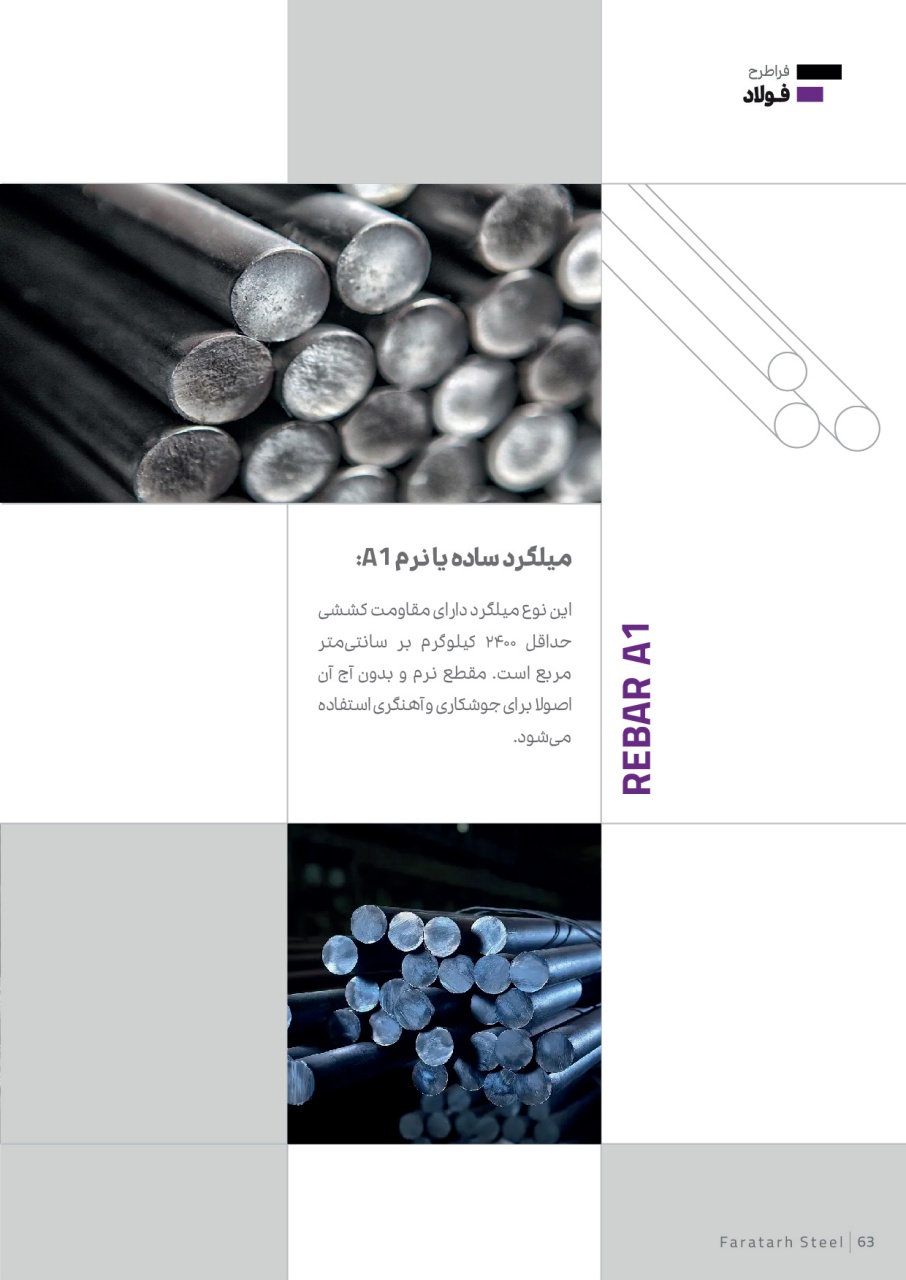 فراطرح
فولاد
میلگرد ساده یا نرم A1:
این نوع میلگرد دارای مقاومت کششی
حداقل ۲۴۰۰ کیلوگرم بر سانتی‌متر
مربع است. مقطع نرم و بدون آج آن
اصولا برای جوشکاری و آهنگری استفاده
می‌شود.
REBAR A1
Faratarh Steel | 63